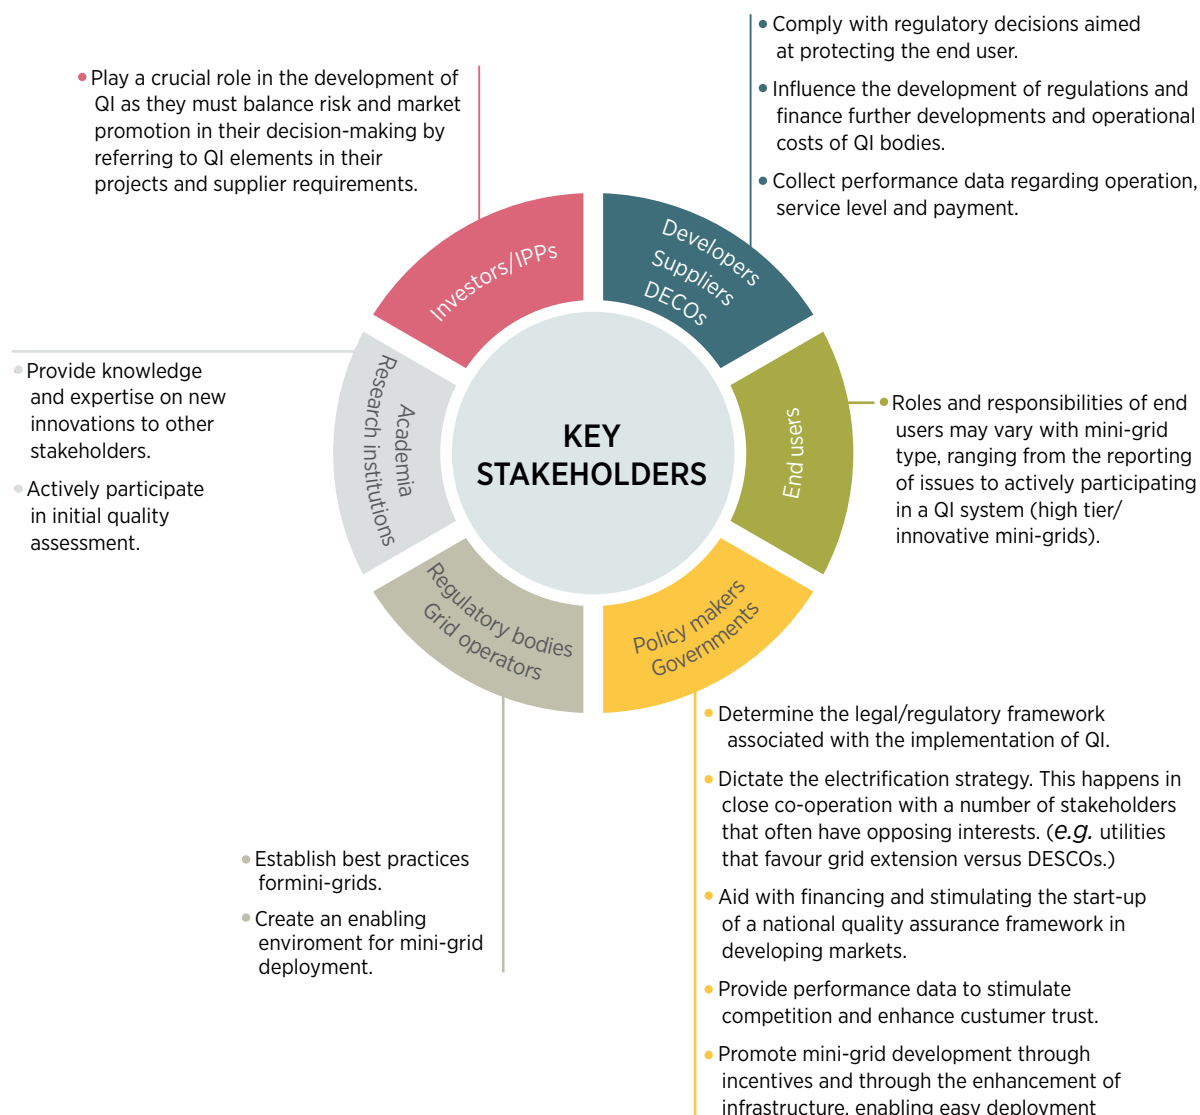 • Play a crucial role in the development of
QI as they must balance risk and market
promotion in their decision-making by
referring to QI elements in their
projects and supplier requirements.
• Comply with regulatory decisions aimed
at protecting the end user.
• Influence the development of regulations and
finance further developments and operational
costs of QI bodies.
• Collect performance data regarding operation,
service level and payment.
Investors/IPPs
Developers
Suppliers
DECOs
• Provide knowledge
and expertise on new
innovations to other
stakeholders.
• Actively participate
in initial quality
assessment.
Academia
Research institutions
KEY
STAKEHOLDERS
End users
• Roles and responsibilities of end
users may vary with mini-grid
type, ranging from the reporting
of issues to actively participating
in a QI system (high tier/
innovative mini-grids).
Regulatory bodies
Grid operators
Policy makers
Governments
• Establish best practices
formini-grids.
• Create an enabling
enviroment for mini-grid
deployment.
• Determine the legal/regulatory framework
associated with the implementation of QI.
• Dictate the electrification strategy. This happens in
close co-operation with a number of stakeholders
that often have opposing interests. (e.g. utilities
that favour grid extension versus DESCOs.)
• Aid with financing and stimulating the start-up
of a national quality assurance framework in
developing markets.
• Provide performance data to stimulate
competition and enhance custumer trust.
• Promote mini-grid development through
incentives and through the enhancement of
infrastructure, enabling easy deployment